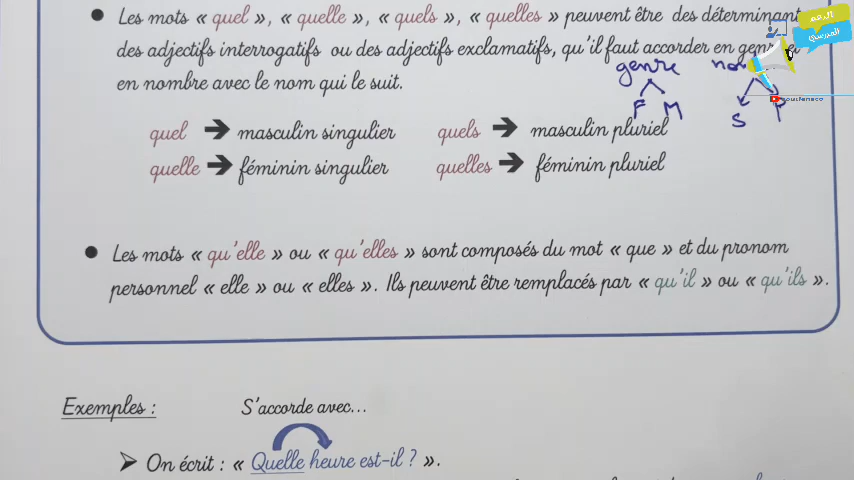 • Les mots « quel », « quelle », « quels », « quelles » peuvent être des déterminant
des adjectifs interrogatifs ou des adjectifs exclamatifs, qu'il faut accorder en genre et
en nombre avec le nom qui le suit.
genre
F M
S P
quel ➔ masculin singulier
quels ➔ masculin pluriel
quelle ➔ féminin singulier
quelles ➔ féminin pluriel
• Les mots « qu'elle » ou « qu'elles » sont composés du mot « que » et du pronom
personnel « elle » ou « elles ». Ils peuvent être remplacés par « qu'il » ou « qu'ils ».
Exemples :
S'accorde avec...
➤ On écrit : « Quelle heure est-il ? ».
الدعم
المدرسي